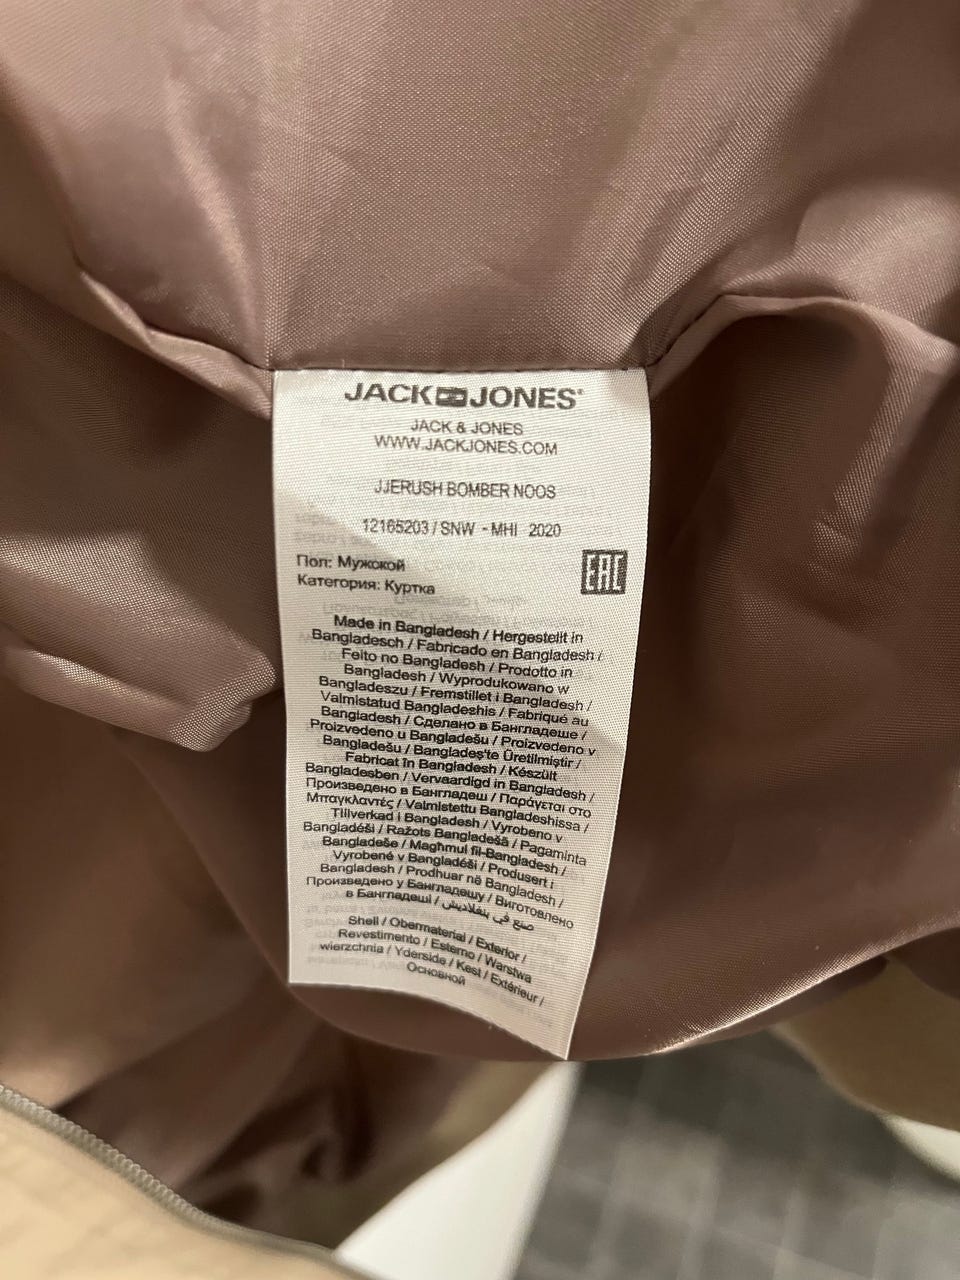 JACK JONES®
JACK & JONES
WWW.JACKJONES.COM
JJERUSH BOMBER NOOS
12165203 / SNW - MHI 2020
Пол: Мужской
Категория: Куртка
EAC
Made in Bangladesh / Hergestellt in
Bangladesch / Fabricado en Bangladesh /
Feito no Bangladesh / Prodotto in
Bangladesh / Wyprodukowano w
Bangladeszu / Fremstillet i Bangladesh /
Valmistatud Bangladeshis / Fabriqué au
Bangladesh / Сделано в Бангладеше /
Proizvedeno u Bangladešu / Proizvedeno v
Bangladešu / Bangladeş'te Üretilmiştir /
Fabricat în Bangladesh / Készült
Bangladesben / Vervaardigd in Bangladesh /
Произведено в Бангладеш / Παράγεται στο
Μπαγκλαντές / Valmistettu Bangladeshissa /
Tillverkad i Bangladesh / Vyrobeno v
Bangladéši / Ražots Bangladešā / Pagaminta
Bangladeše / Magħmul fil-Bangladesh /
Vyrobené v Bangladéši / Produsert i
Bangladesh / Prodhuar në Bangladesh /
Произведено у Бангладешу / Виготовлено
в Бангладеші / صنع في بنغلاديش
Shell / Obermaterial / Exterior /
Revestimento / Esterno / Warstwa
wierzchnia / Yderside / Kest / Extérieur /
Основной